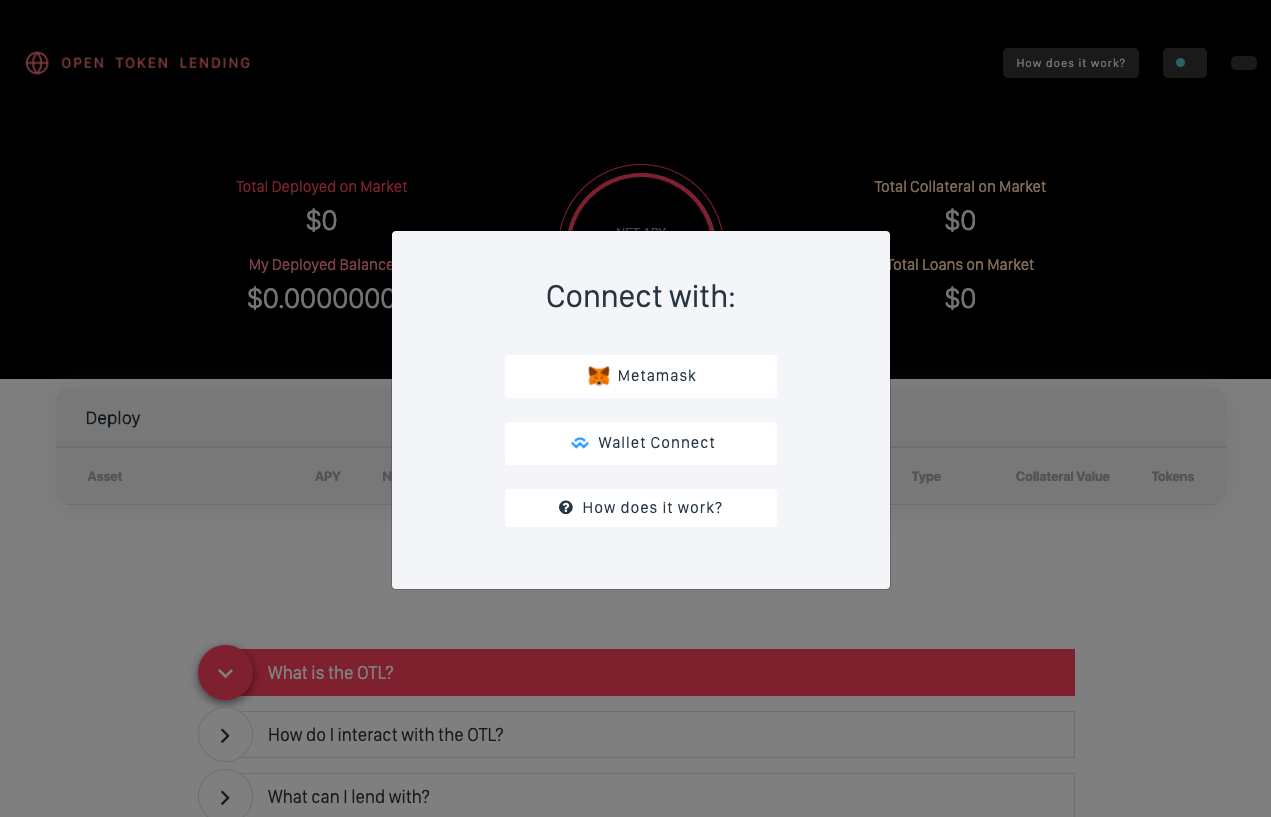 OPEN TOKEN LENDING
How does it work?
Total Deployed on Market
$0
My Deployed Balance
$0.0000000
NET APY
Total Collateral on Market
$0
Total Loans on Market
$0
Connect with:
Metamask
Wallet Connect
How does it work?
Deploy
Asset APY N Type Collateral Value Tokens
What is the OTL?
How do I interact with the OTL?
What can I lend with?